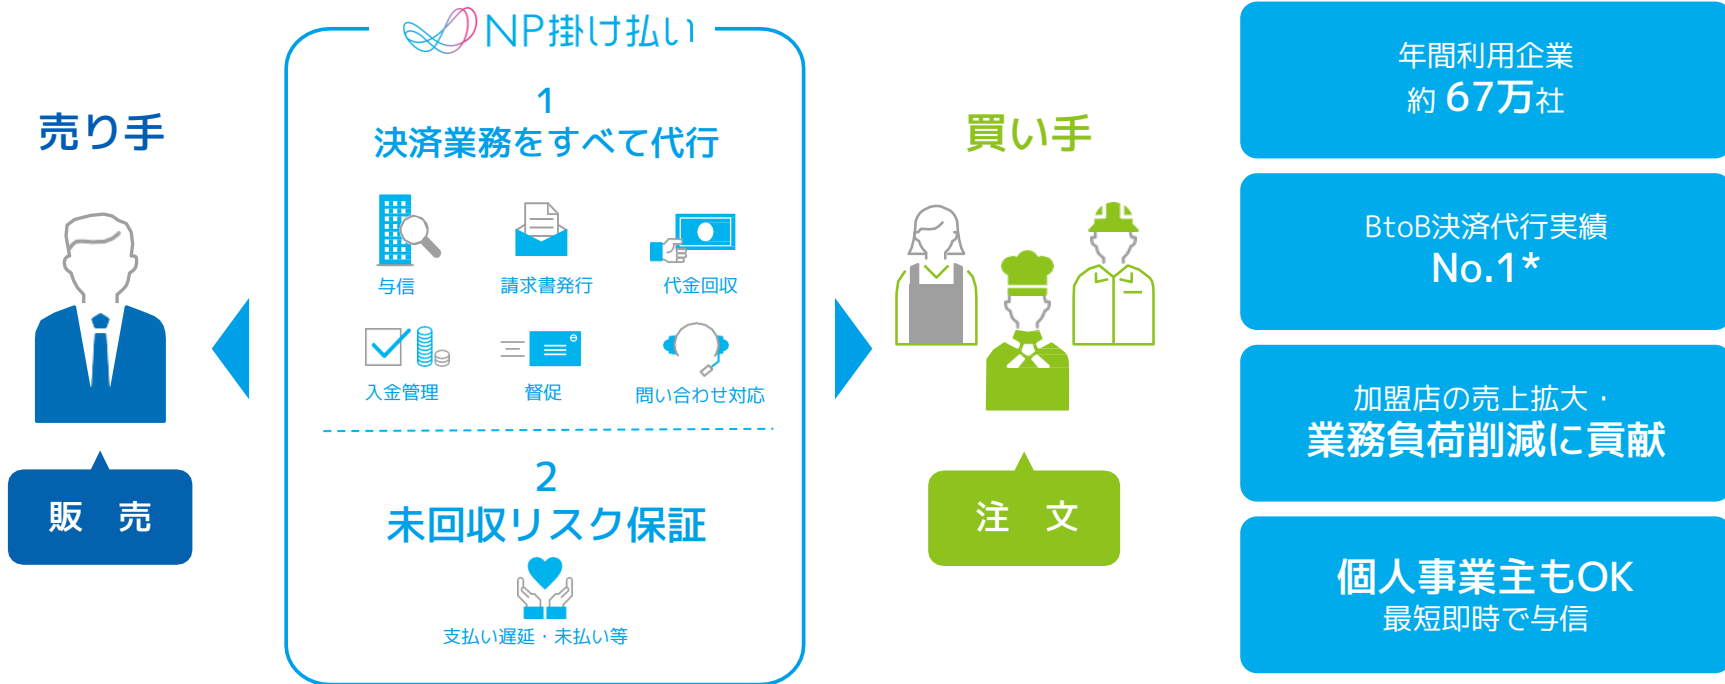 NP掛け払い
売り手
販 売
1
決済業務をすべて代行
与信
請求書発行
代金回収
入金管理
督促
問い合わせ対応
2
未回収リスク保証
支払い遅延・未払い等
買い手
注 文
年間利用企業
約 67万社
BtoB決済代行実績
No.1*
加盟店の売上拡大・
業務負荷削減に貢献
個人事業主もOK
最短即時で与信